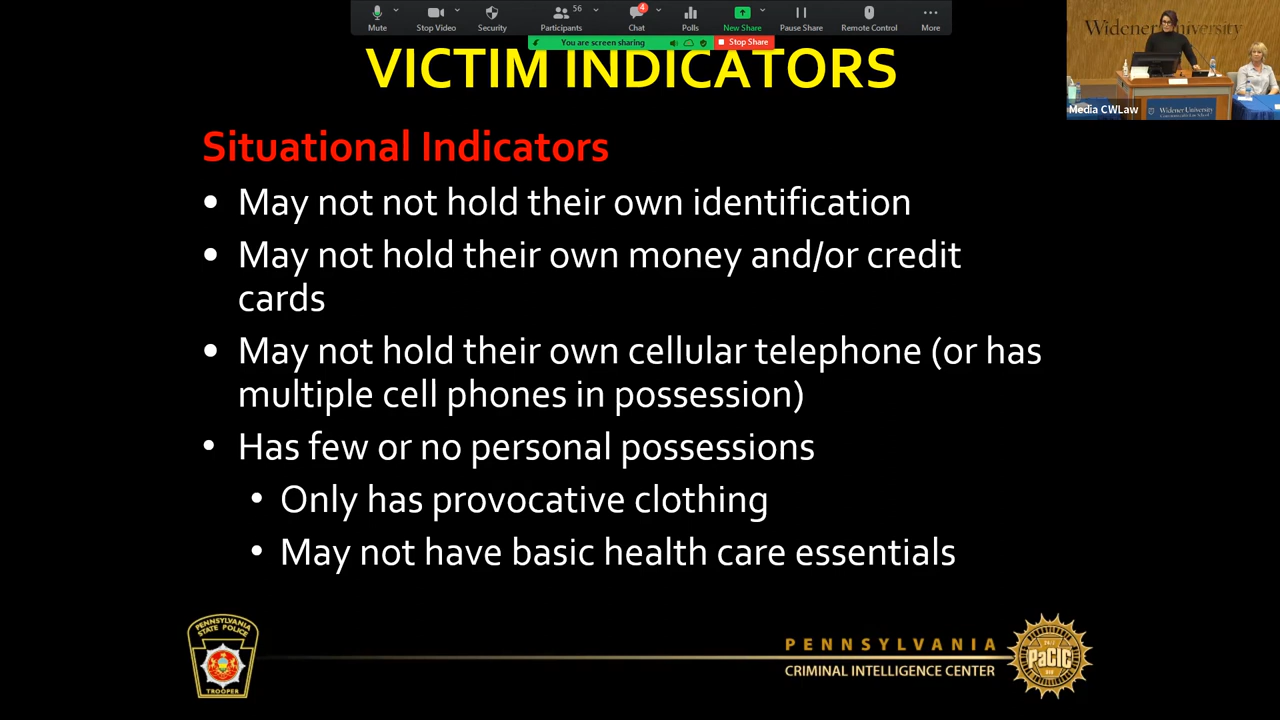 56
4
Mute
Stop Video
Security
Participants
Chat
Polls
New Share
Pause Share
Remote Control
More
You are screen sharing
Stop Share
Widener University
Media CWLaw
Widener University
VICTIM INDICATORS
Situational Indicators
• May not not hold their own identification
• May not hold their own money and/or credit
cards
• May not hold their own cellular telephone (or has
multiple cell phones in possession)
• Has few or no personal possessions
• Only has provocative clothing
• May not have basic health care essentials
PENNSYLVANIA
STATE POLICE
TROOPER
PENNSYLVANIA
CRIMINAL INTELLIGENCE CENTER
PaCIC